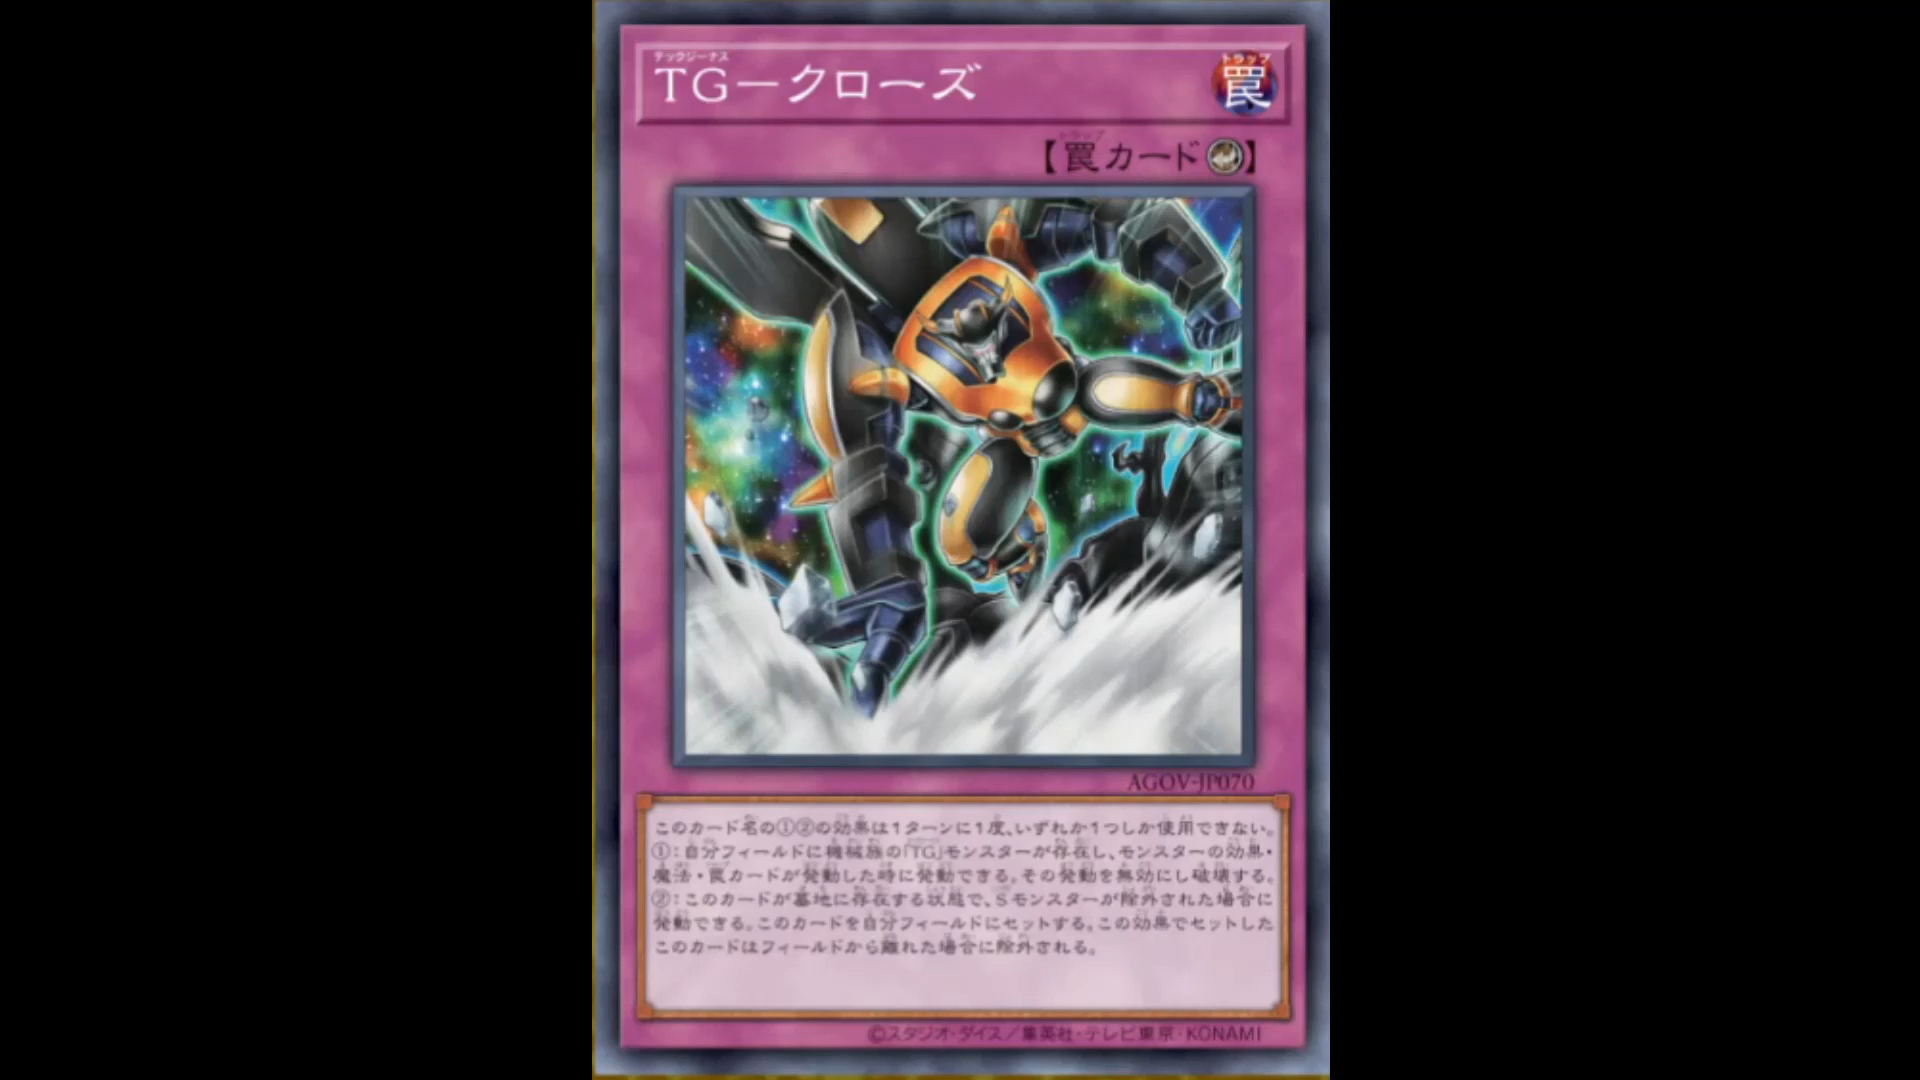 テックジーナス
TG－クローズ
トラップ
罠
トラップ
【罠カード】
AGOV-JP070
このカード名の①②の効果は1ターンに1度、いずれか1つしか使用できない。
①：自分フィールドに機械族の「TG」モンスターが存在し、モンスターの効果・
魔法・罠カードが発動した時に発動できる。その発動を無効にし破壊する。
②：このカードが墓地に存在する状態で、Sモンスターが除外された場合に
発動できる。このカードを自分フィールドにセットする。この効果でセットした
このカードはフィールドから離れた場合に除外される。
©スタジオ・ダイス／集英社・テレビ東京・KONAMI